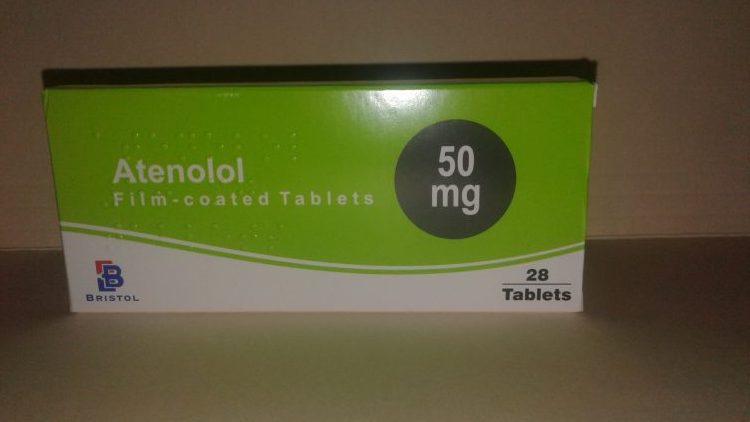 Atenolol
Film-coated Tablets
50
mg
B
BRISTOL
28
Tablets